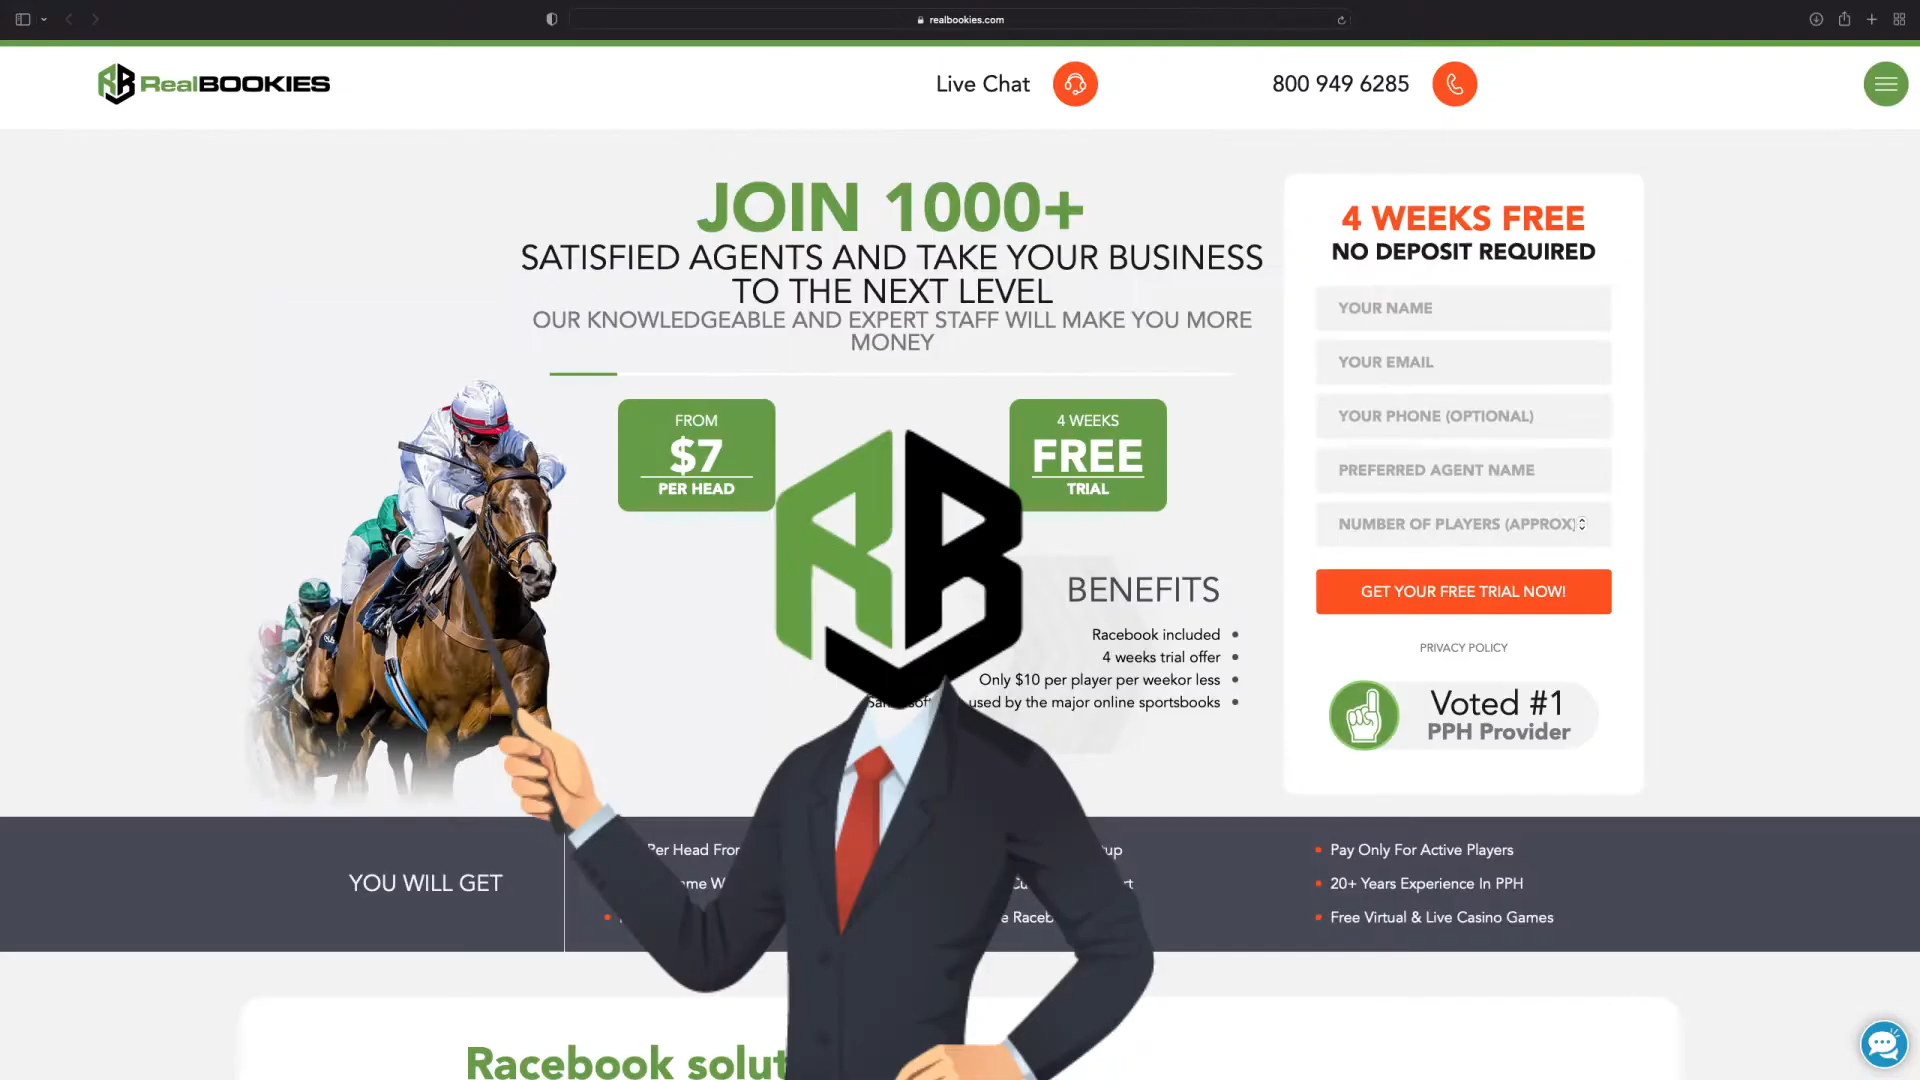 realbookies.com
RB RealBOOKIES
Live Chat
800 949 6285
JOIN 1000+
SATISFIED AGENTS AND TAKE YOUR BUSINESS
TO THE NEXT LEVEL
OUR KNOWLEDGEABLE AND EXPERT STAFF WILL MAKE YOU MORE
MONEY
FROM
$7
PER HEAD
4 WEEKS
FREE
TRIAL
RB
BENEFITS
Racebook included
4 weeks trial offer
Only $10 per player per weekor less
used by the major online sportsbooks
4 WEEKS FREE
NO DEPOSIT REQUIRED
YOUR NAME
YOUR EMAIL
YOUR PHONE (OPTIONAL)
PREFERRED AGENT NAME
NUMBER OF PLAYERS (APPROX)
GET YOUR FREE TRIAL NOW!
PRIVACY POLICY
Voted #1
PPH Provider
YOU WILL GET
Per Head
Pay Only For Active Players
20+ Years Experience In PPH
Free Virtual & Live Casino Games
Racebook